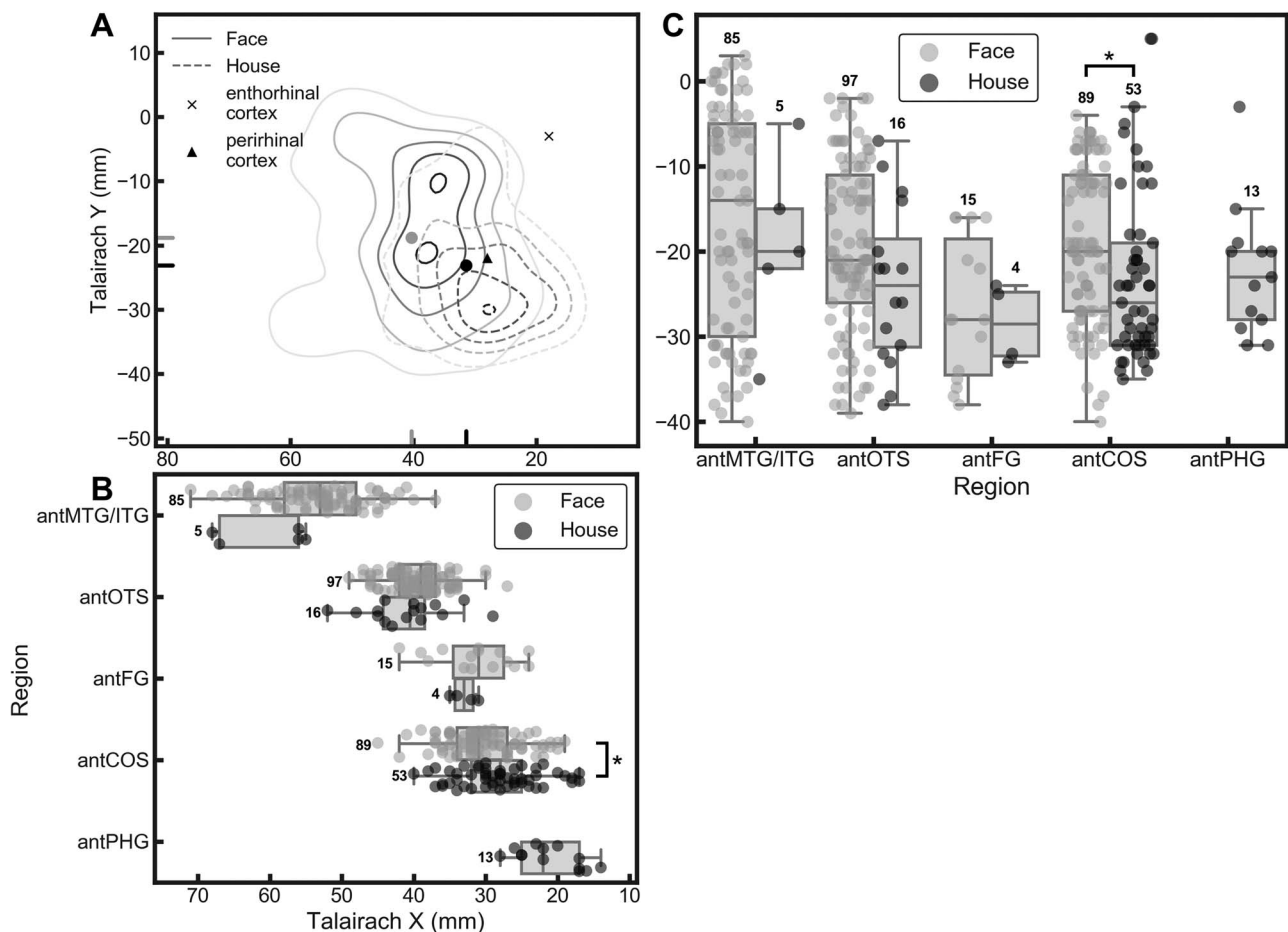 A
Face
House
enthorhinal
cortex
perirhinal
cortex
Talairach Y (mm)
10
0
−10
−20
−30
−40
−50
80
60
40
20
B
Face
House
antMTG/ITG
antOTS
antFG
antCOS
antPHG
Region
85
5
97
16
15
4
89
53
*
13
70
60
50
40
30
20
10
Talairach X (mm)
C
Face
House
0
−10
−20
−30
−40
85
5
97
16
15
4
89
*
53
13
antMTG/ITG
antOTS
antFG
antCOS
antPHG
Region